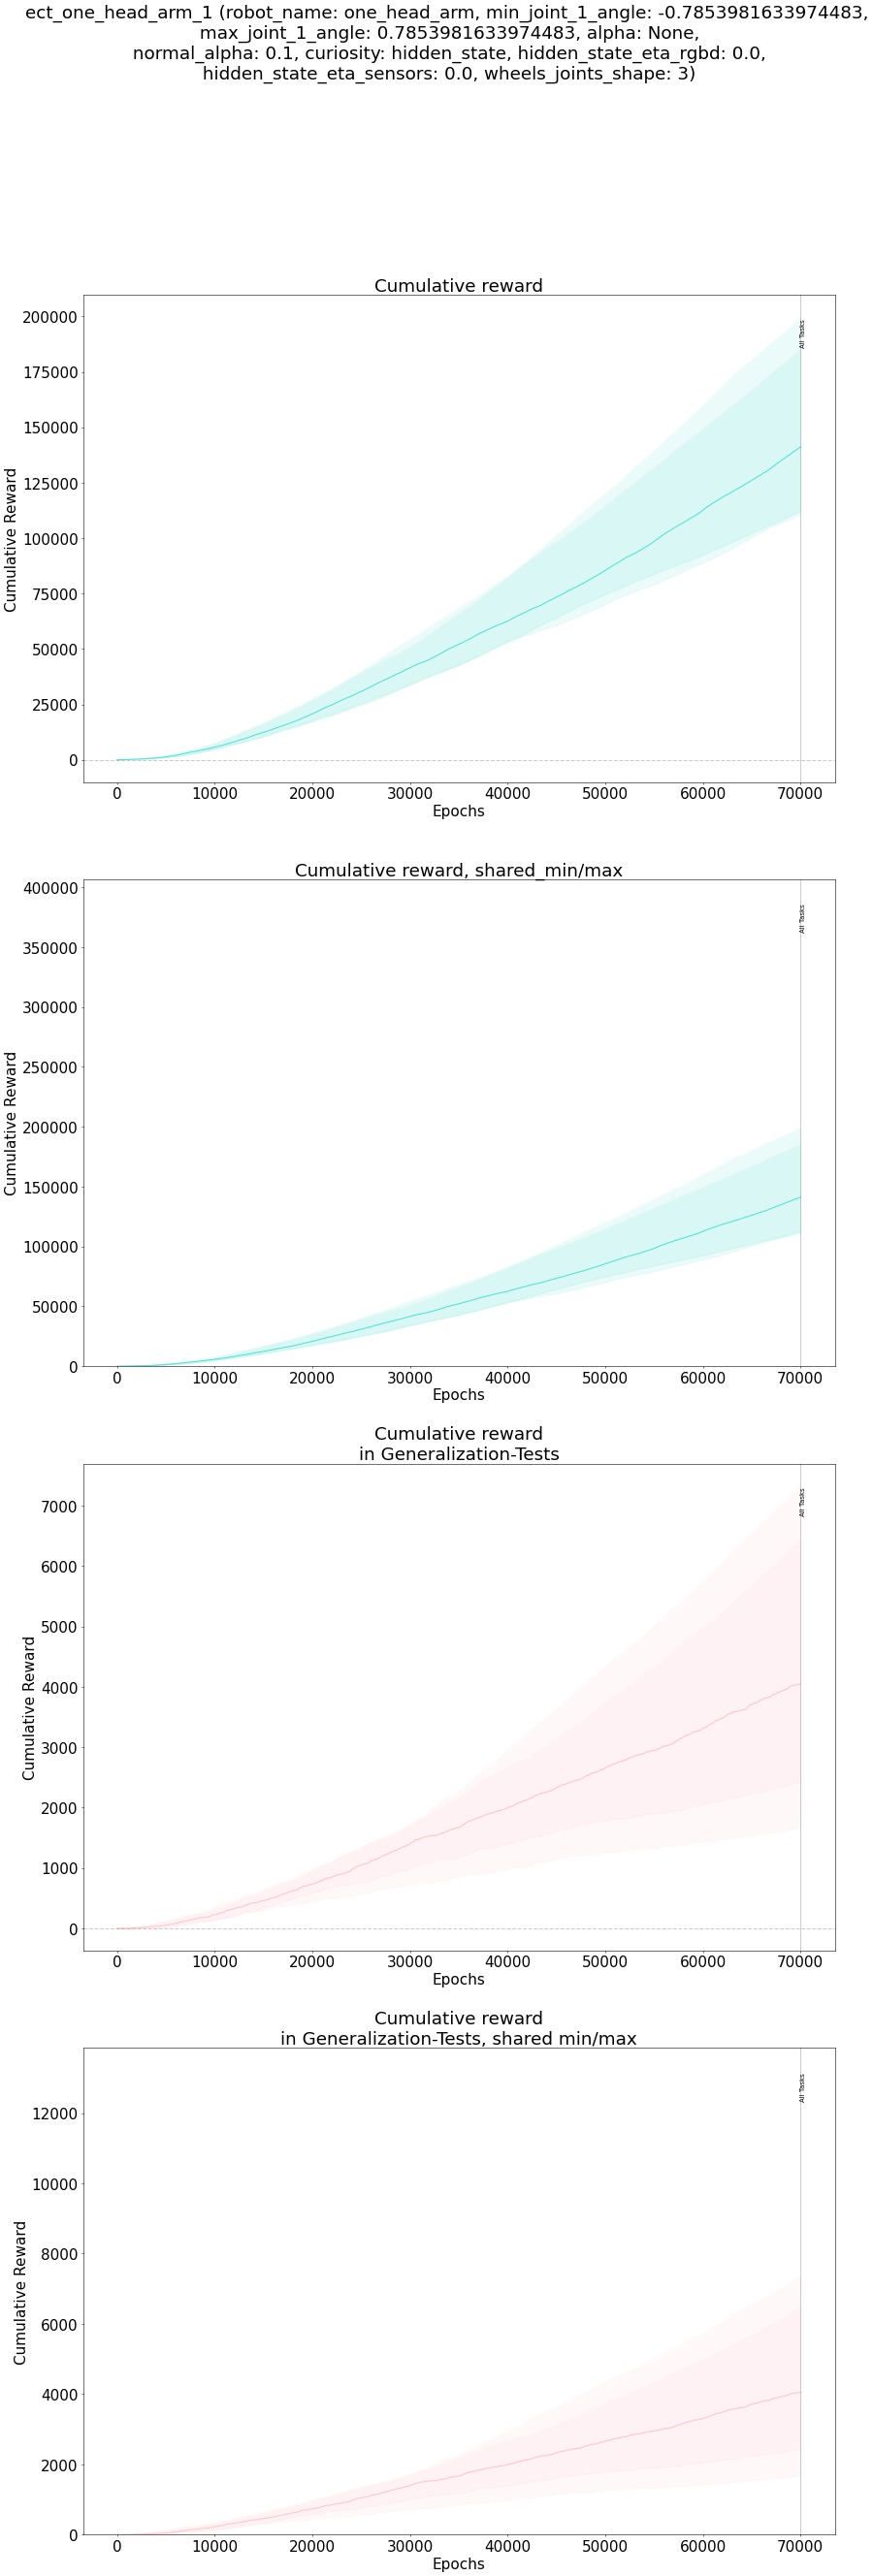 ect_one_head_arm_1 (robot_name: one_head_arm, min_joint_1_angle: -0.7853981633974483,
max_joint_1_angle: 0.7853981633974483, alpha: None,
normal_alpha: 0.1, curiosity: hidden_state, hidden_state_eta_rgbd: 0.0,
hidden_state_eta_sensors: 0.0, wheels_joints_shape: 3)
Cumulative reward
200000
175000
150000
125000
100000
75000
50000
25000
0
Cumulative Reward
All Tasks
0 10000 20000 30000 40000 50000 60000 70000
Epochs
Cumulative reward, shared_min/max
400000
350000
300000
250000
200000
150000
100000
50000
0
Cumulative Reward
All Tasks
0 10000 20000 30000 40000 50000 60000 70000
Epochs
Cumulative reward
in Generalization-Tests
7000
6000
5000
4000
3000
2000
1000
0
Cumulative Reward
All Tasks
0 10000 20000 30000 40000 50000 60000 70000
Epochs
Cumulative reward
in Generalization-Tests, shared min/max
12000
10000
8000
6000
4000
2000
0
Cumulative Reward
All Tasks
0 10000 20000 30000 40000 50000 60000 70000
Epochs